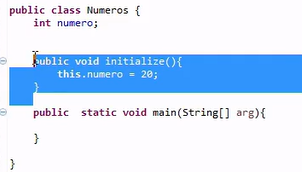 public class Numeros {
int numero;
public void initialize(){
this.numero = 20;
}
public static void main(String[] arg){
}
}